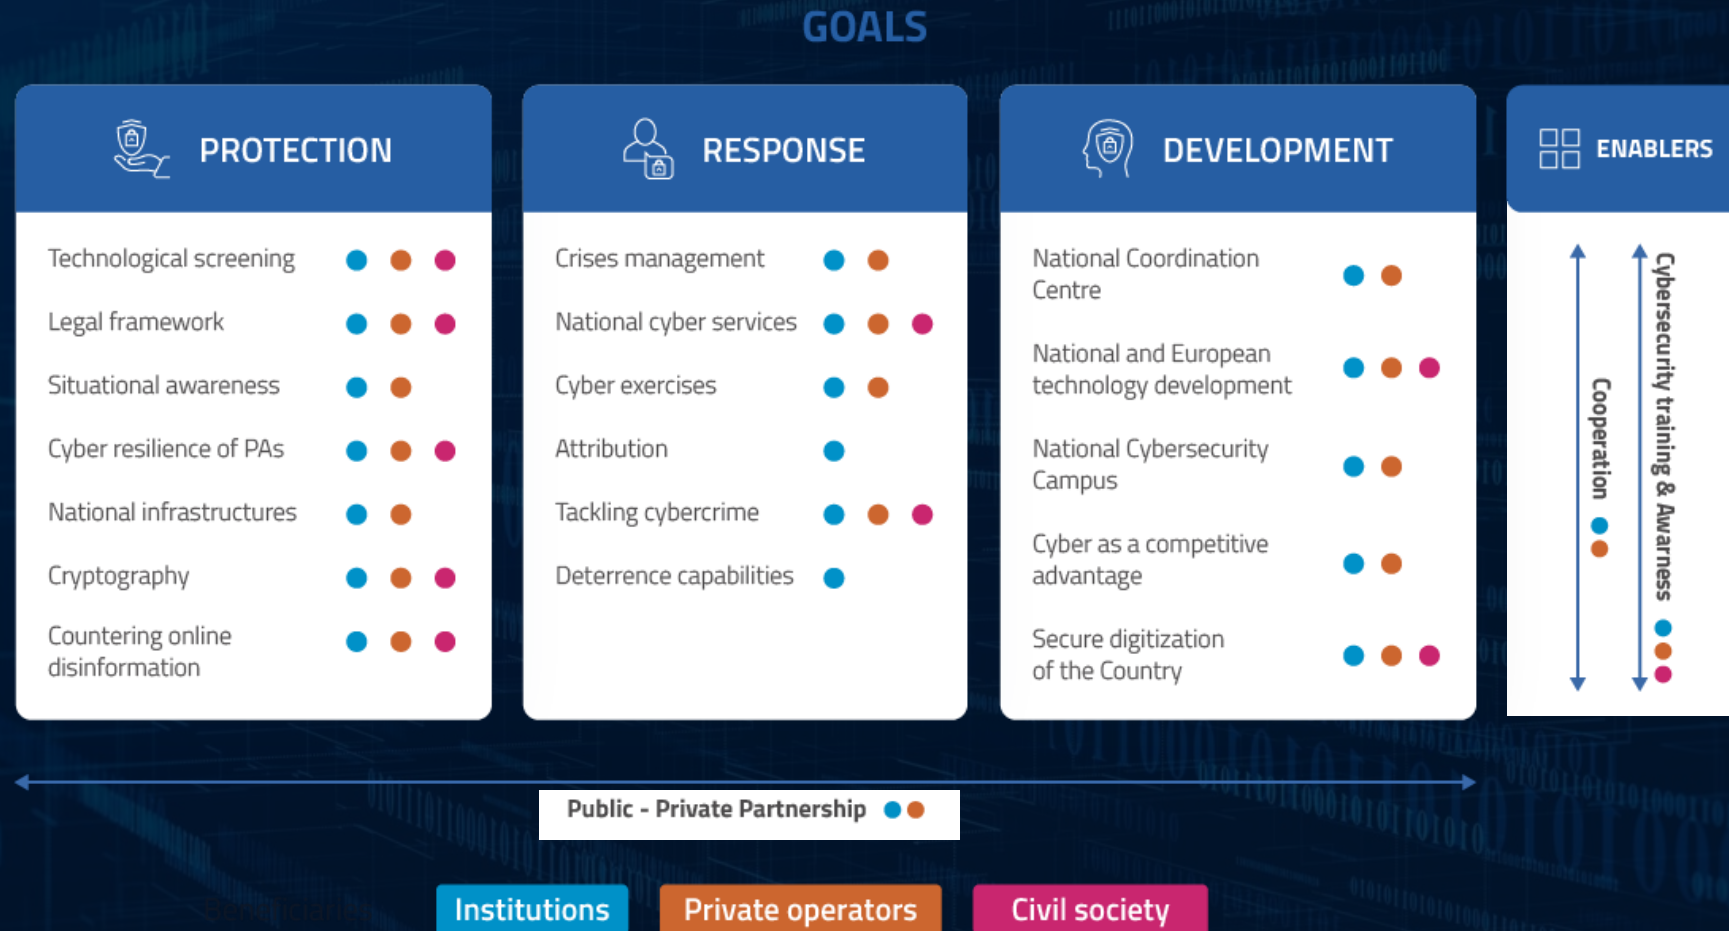 GOALS
PROTECTION
Technological screening
Legal framework
Situational awareness
Cyber resilience of PAs
National infrastructures
Cryptography
Countering online
disinformation
RESPONSE
Crises management
National cyber services
Cyber exercises
Attribution
Tackling cybercrime
Deterrence capabilities
DEVELOPMENT
National Coordination
Centre
National and European
technology development
National Cybersecurity
Campus
Cyber as a competitive
advantage
Secure digitization
of the Country
ENABLERS
Cooperation
Cybersecurity training & Awarness
Public - Private Partnership
Beneficiaries
Institutions
Private operators
Civil society